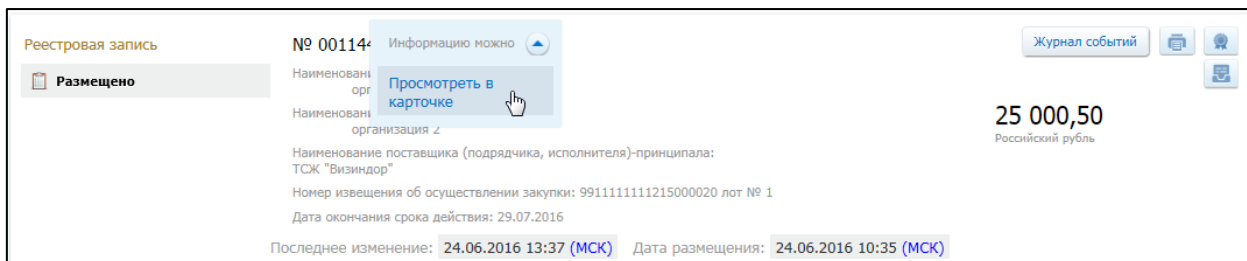 Реестровая запись
Размещено
№ 001144
Информацию можно
Просмотреть в
карточке
Журнал событий
Наименовани
орг
Наименовани
организация 2
25 000,50
Российский рубль
Наименование поставщика (подрядчика, исполнителя)-принципала:
ТСЖ "Визиндор"
Номер извещения об осуществлении закупки: 9911111111215000020 лот № 1
Дата окончания срока действия: 29.07.2016
Последнее изменение: 24.06.2016 13:37 (МСК) Дата размещения: 24.06.2016 10:35 (МСК)